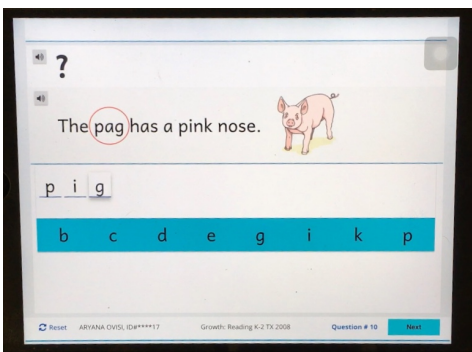 ?
The pag has a pink nose.
p i g
b c d e g i k p
Reset ARYANA OVISI, ID#****17 Growth: Reading K-2 TX 2008 Question # 10 Next